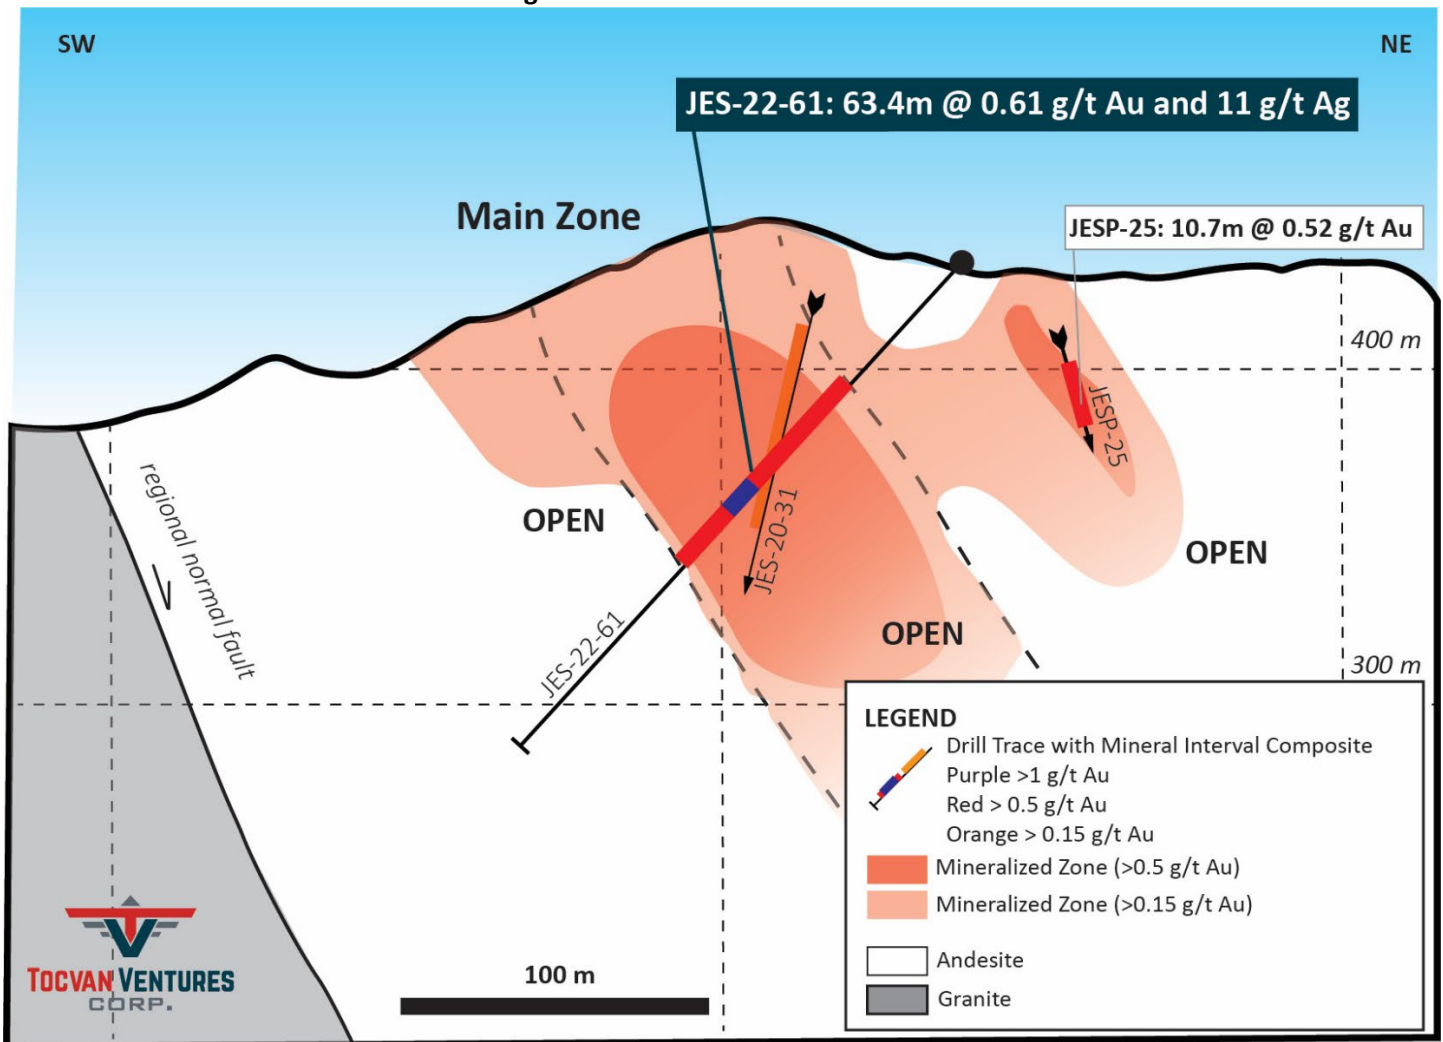 SW
NE
JES-22-61: 63.4m @ 0.61 g/t Au and 11 g/t Ag
Main Zone
JESP-25: 10.7m @ 0.52 g/t Au
400 m
JESP-25
regional normal fault
OPEN
JES-20-31
OPEN
JES-22-61
OPEN
300 m
LEGEND
Drill Trace with Mineral Interval Composite
Purple >1 g/t Au
Red > 0.5 g/t Au
Orange > 0.15 g/t Au
Mineralized Zone (>0.5 g/t Au)
Mineralized Zone (>0.15 g/t Au)
Andesite
Granite
100 m
TOCVAN VENTURES
CORP.